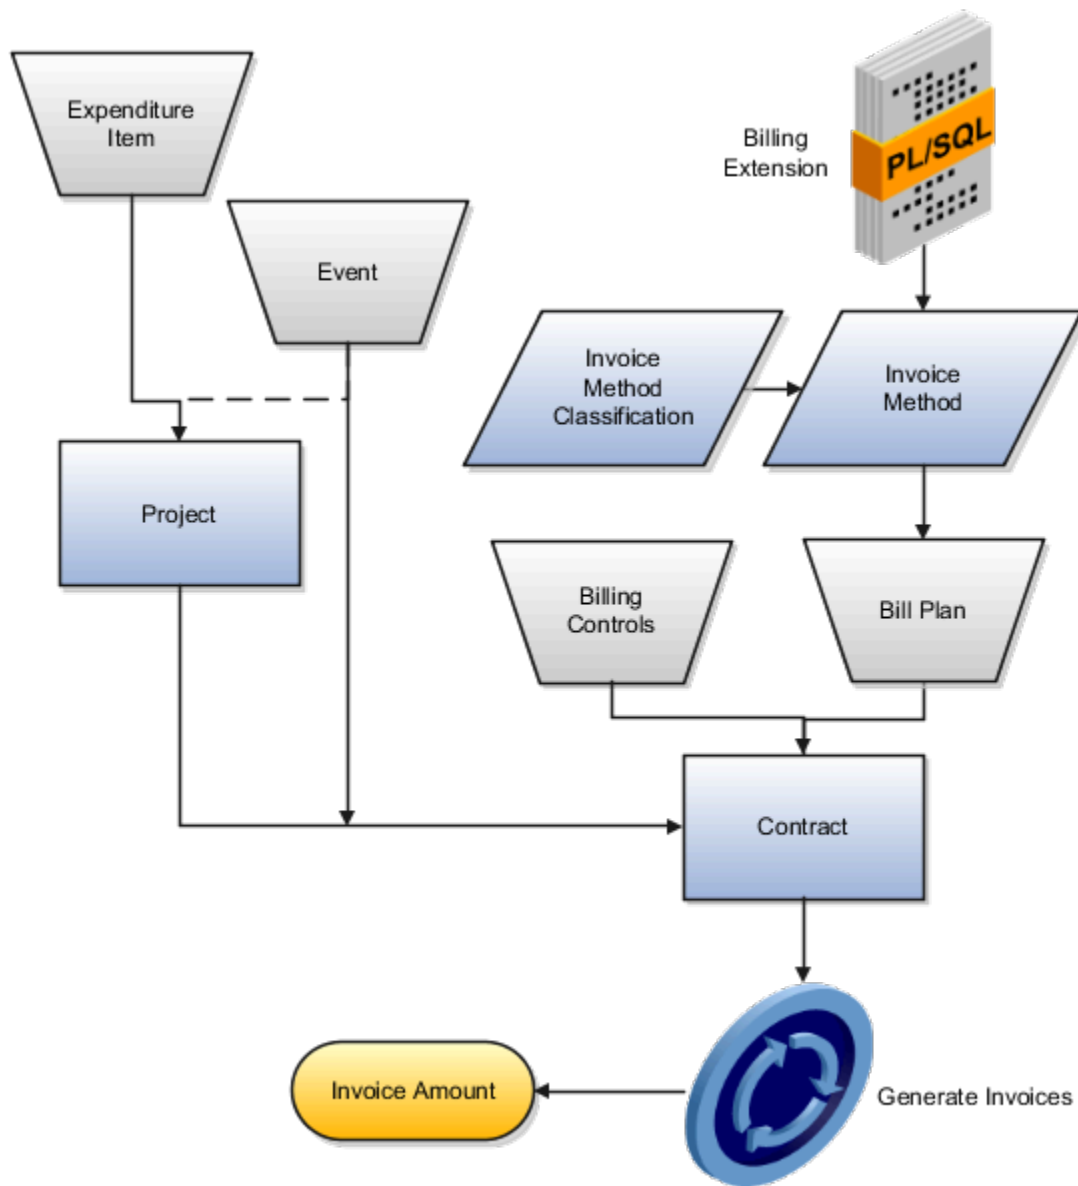 Expenditure
Item
Billing
Extension
PL/SQL
Event
Invoice
Method
Classification
Invoice
Method
Project
Billing
Controls
Bill Plan
Contract
Invoice Amount
Generate Invoices